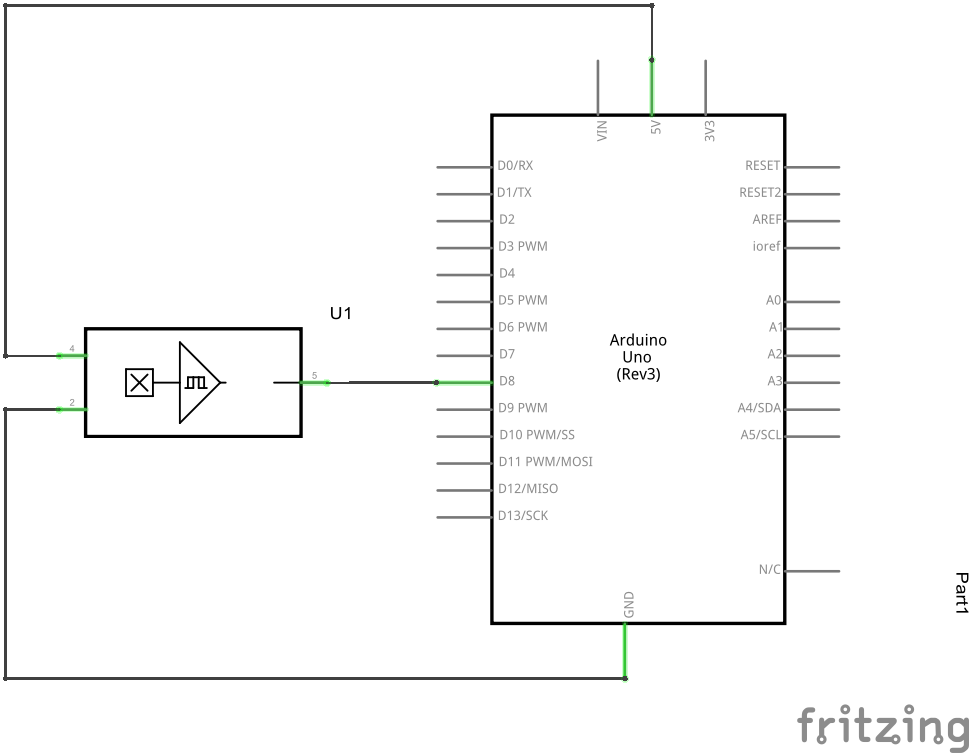 VIN
5V
3V3
D0/RX
RESET
D1/TX
RESET2
D2
AREF
D3 PWM
ioref
D4
D5 PWM
A0
U1
D6 PWM
A1
Arduino
Uno
(Rev3)
4
D7
A2
5
D8
A3
2
D9 PWM
A4/SDA
D10 PWM/SS
A5/SCL
D11 PWM/MOSI
D12/MISO
D13/SCK
N/C
GND
Part1
fritzing